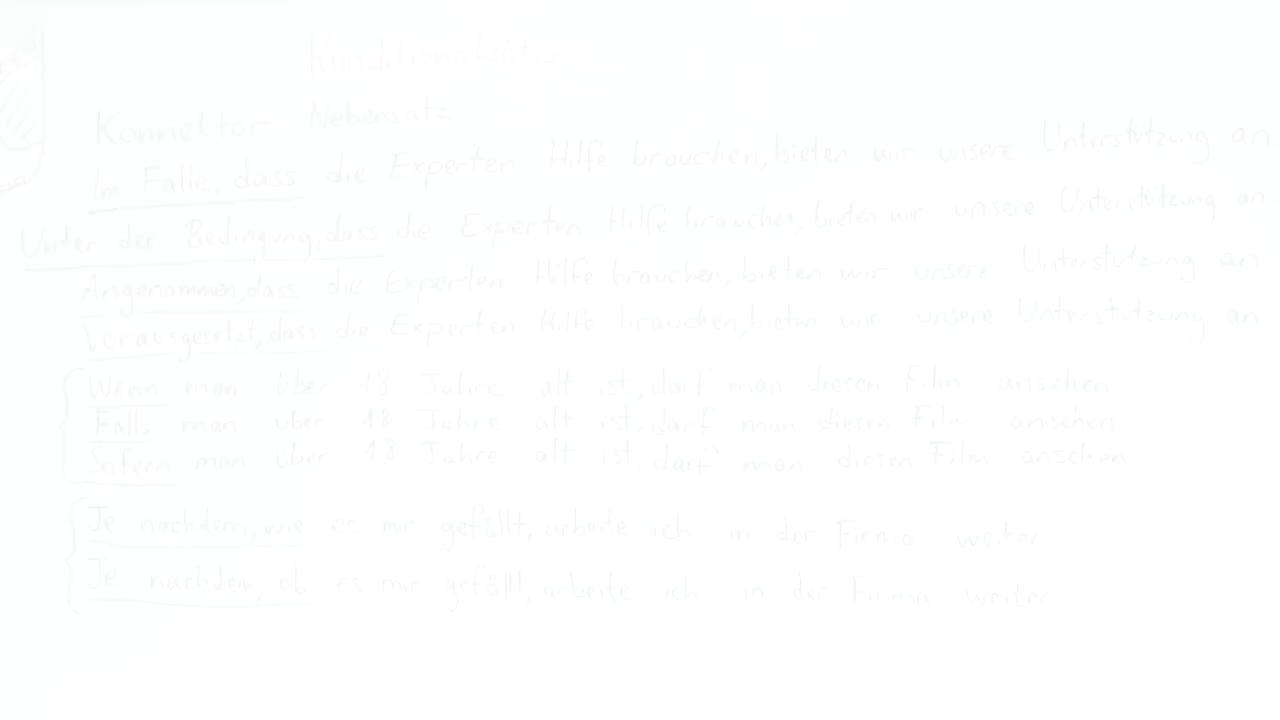 Konditionalsätze
Konnektor Nebensatz
Im Falle, dass die Experten Hilfe brauchen, bieten wir unsere Unterstützung an.
Unter der Bedingung, dass die Experten Hilfe brauchen, bieten wir unsere Unterstützung an.
Angenommen, dass die Experten Hilfe brauchen, bieten wir unsere Unterstützung an
Vorausgesetzt, dass die Experten Hilfe brauchen, bieten wir unsere Unterstutzung an
Wenn man über 18 Jahre alt ist, darf man diesen Film ansehen
Falls man uber 18 Jahre alt ist, darf man diesen Film ansehen.
Sofern man über 18 Jahre alt ist, darf man diesen Film ansehen
Je nachdem, wie es mir gefällt, arbeite ich in der Firma weiter
Je nachdem, ob es mir gefällt, arbeite ich in der Firma weiter